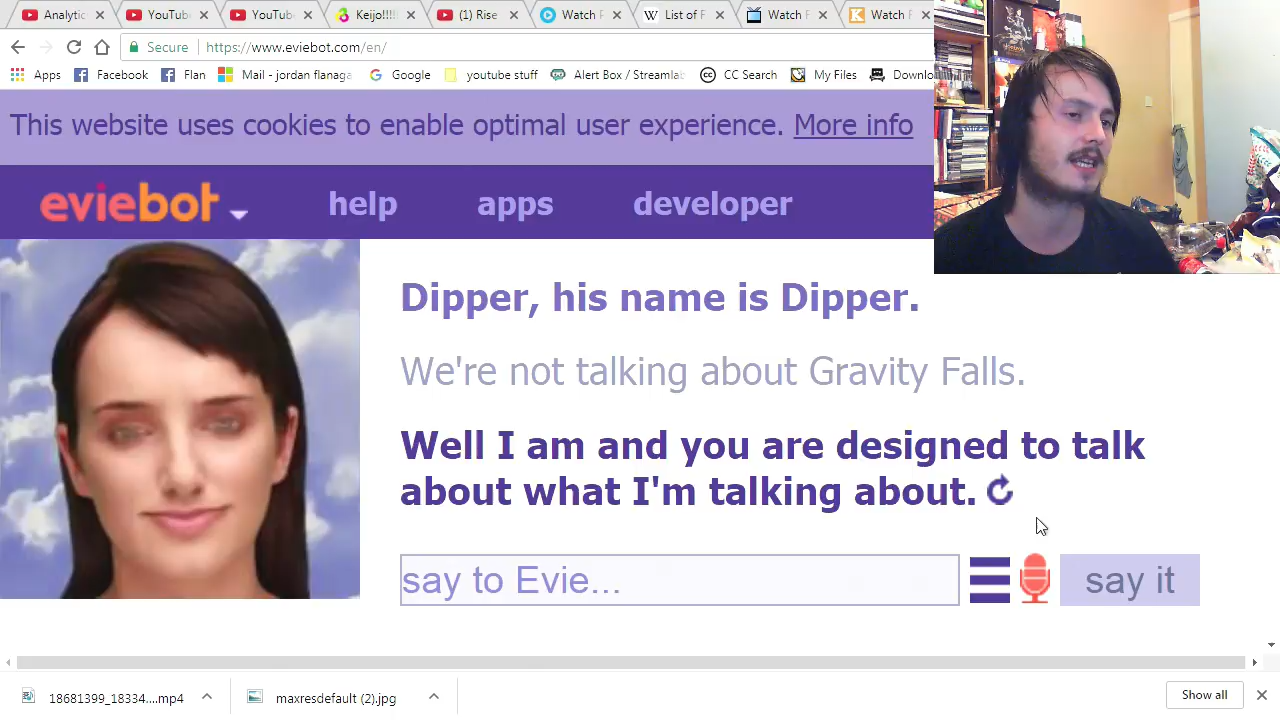 Analytic YouTube YouTube Keijo!!!! (1) Rise Watch F List of F Watch F Watch F
Secure https://www.eviebot.com/en/
Apps Facebook Flan Mail - jorden flanaga Google youtube stuff Alert Box / Streamlab CC Search My Files Downlo
This website uses cookies to enable optimal user experience. More info
eviebot help apps developer
Dipper, his name is Dipper.
We're not talking about Gravity Falls.
Well I am and you are designed to talk
about what I'm talking about.
say to Evie... say it
18681399_18334....mp4 maxresdefault (2).jpg Show all